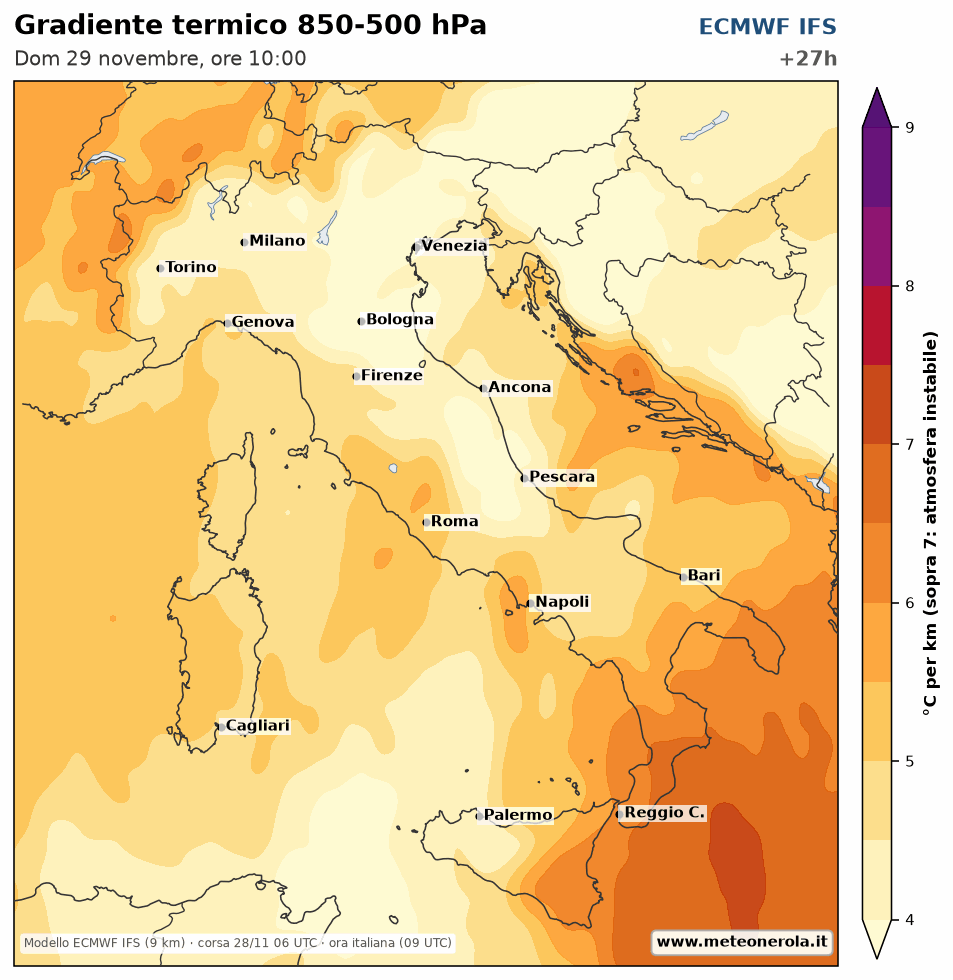 Gradiente termico 850-500 hPa
ECMWF IFS
Dom 29 novembre, ore 10:00
+27h
Milano
Venezia
Torino
Genova
Bologna
Firenze
Ancona
Pescara
Roma
Bari
Napoli
Cagliari
Palermo
Reggio C.
9
8
7
6
5
4
°C per km (sopra 7: atmosfera instabile)
Modello ECMWF IFS (9 km) · corsa 28/11 06 UTC · ora italiana (09 UTC)
www.meteonerola.it